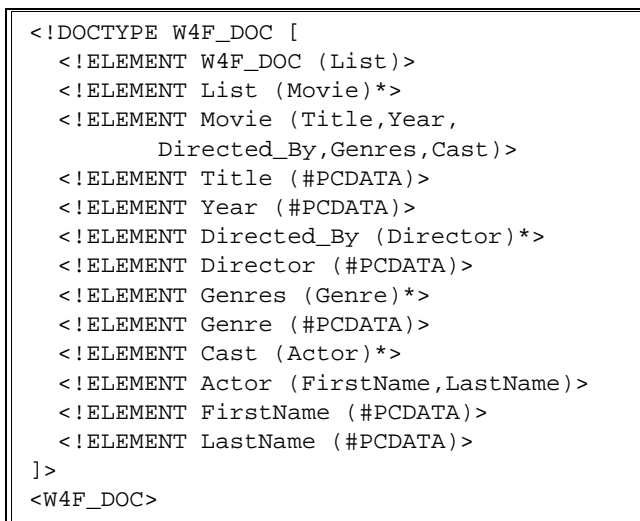 <!DOCTYPE W4F_DOC [
<!ELEMENT W4F_DOC (List)>
<!ELEMENT List (Movie)*>
<!ELEMENT Movie (Title,Year,
Directed_By,Genres,Cast)>
<!ELEMENT Title (#PCDATA)>
<!ELEMENT Year (#PCDATA)>
<!ELEMENT Directed_By (Director)*>
<!ELEMENT Director (#PCDATA)>
<!ELEMENT Genres (Genre)*>
<!ELEMENT Genre (#PCDATA)>
<!ELEMENT Cast (Actor)*>
<!ELEMENT Actor (FirstName,LastName)>
<!ELEMENT FirstName (#PCDATA)>
<!ELEMENT LastName (#PCDATA)>
]>
<W4F_DOC>